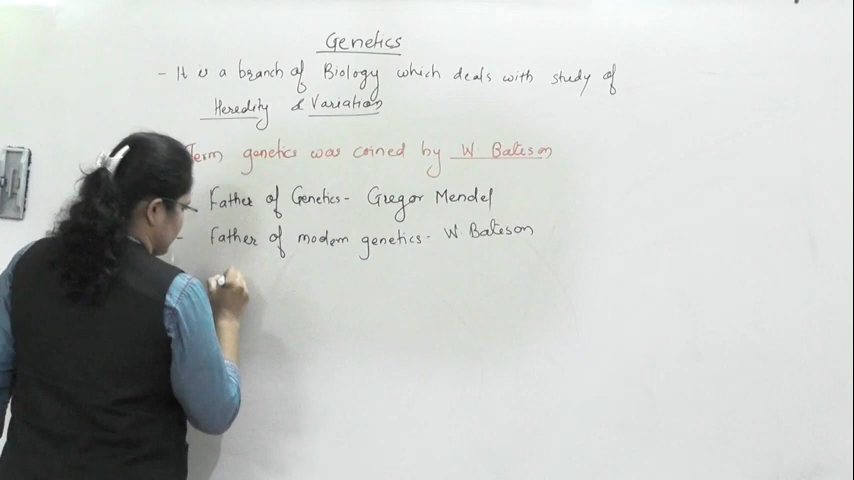 Genetics
- It is a branch of Biology which deals with study of
Heredity & Variation
Term genetics was coined by W Bateson
Father of Genetics - Gregor Mendel
- Father of modern genetics - W Bateson